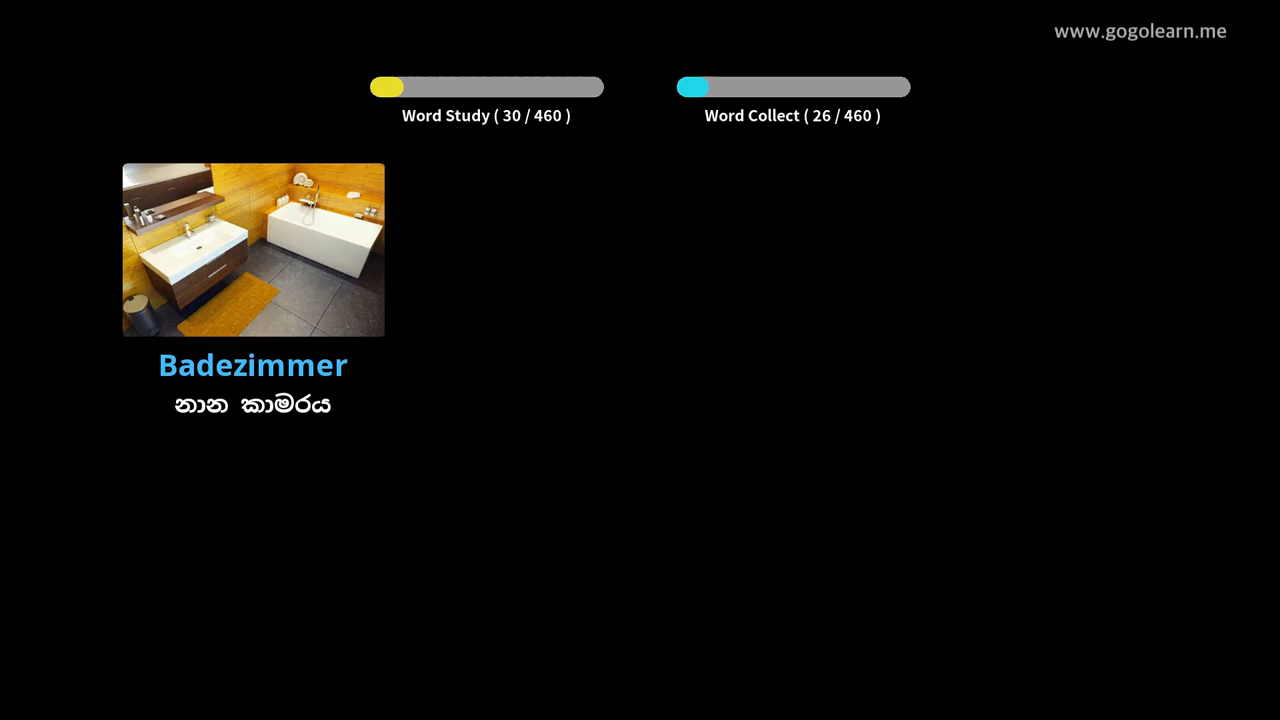 www.gogolearn.me
Word Study ( 30 / 460 )
Word Collect ( 26 / 460 )
Badezimmer
නාන කාමරය